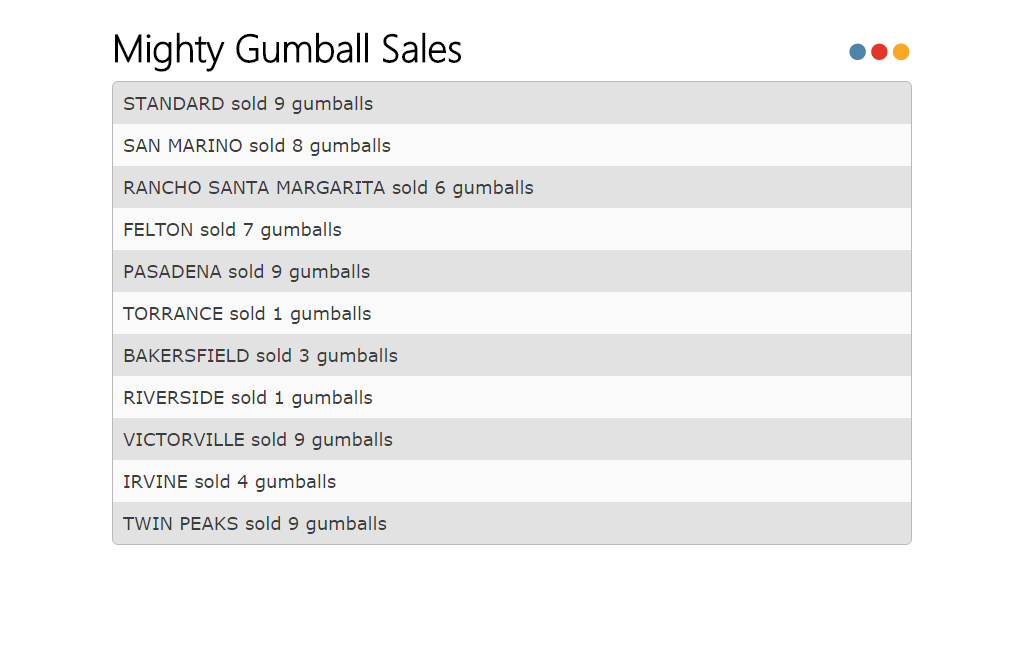 Mighty Gumball Sales
STANDARD sold 9 gumballs
SAN MARINO sold 8 gumballs
RANCHO SANTA MARGARITA sold 6 gumballs
FELTON sold 7 gumballs
PASADENA sold 9 gumballs
TORRANCE sold 1 gumballs
BAKERSFIELD sold 3 gumballs
RIVERSIDE sold 1 gumballs
VICTORVILLE sold 9 gumballs
IRVINE sold 4 gumballs
TWIN PEAKS sold 9 gumballs